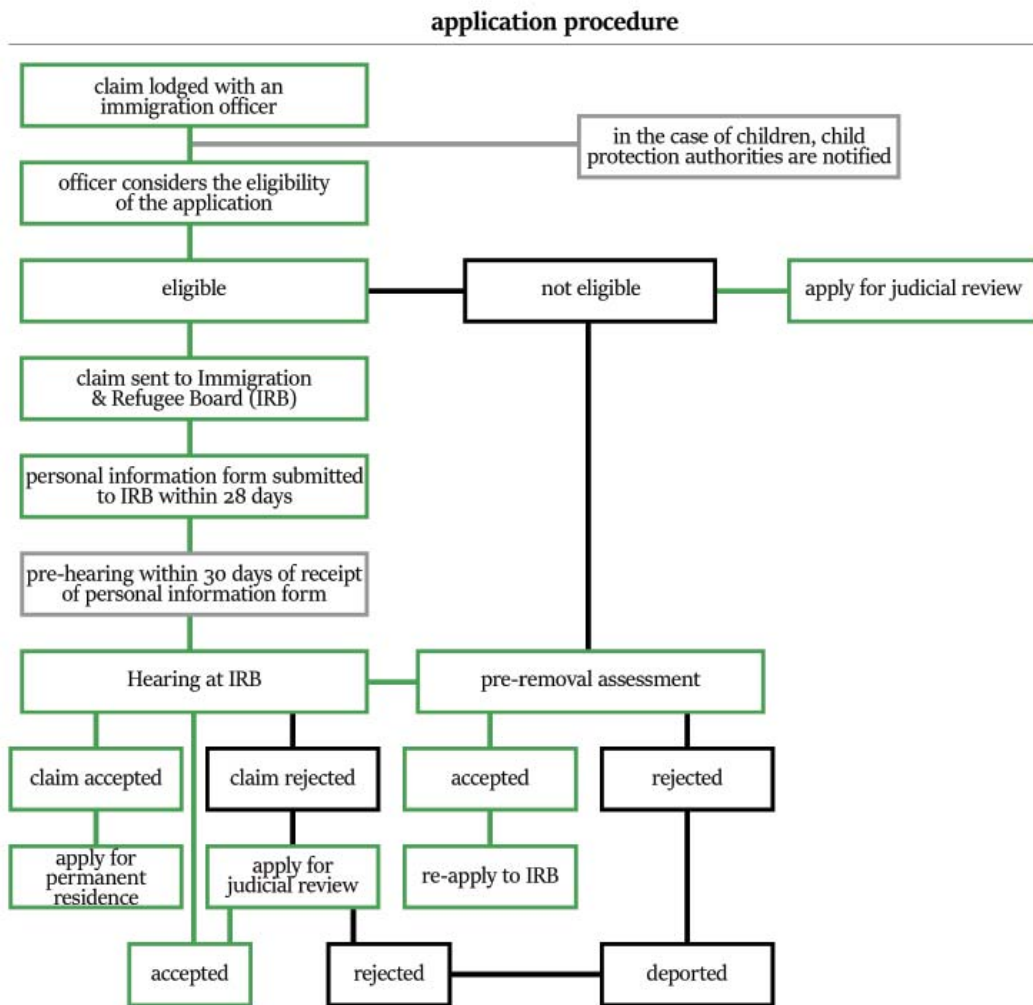 application procedure
claim lodged with an
immigration officer
in the case of children, child
protection authorities are notified
officer considers the eligibility
of the application
eligible
not eligible
apply for judicial review
claim sent to Immigration
& Refugee Board (IRB)
personal information form submitted
to IRB within 28 days
pre-hearing within 30 days of receipt
of personal information form
Hearing at IRB
pre-removal assessment
claim accepted
claim rejected
accepted
rejected
apply for
permanent
residence
apply for
judicial review
re-apply to IRB
accepted
rejected
deported